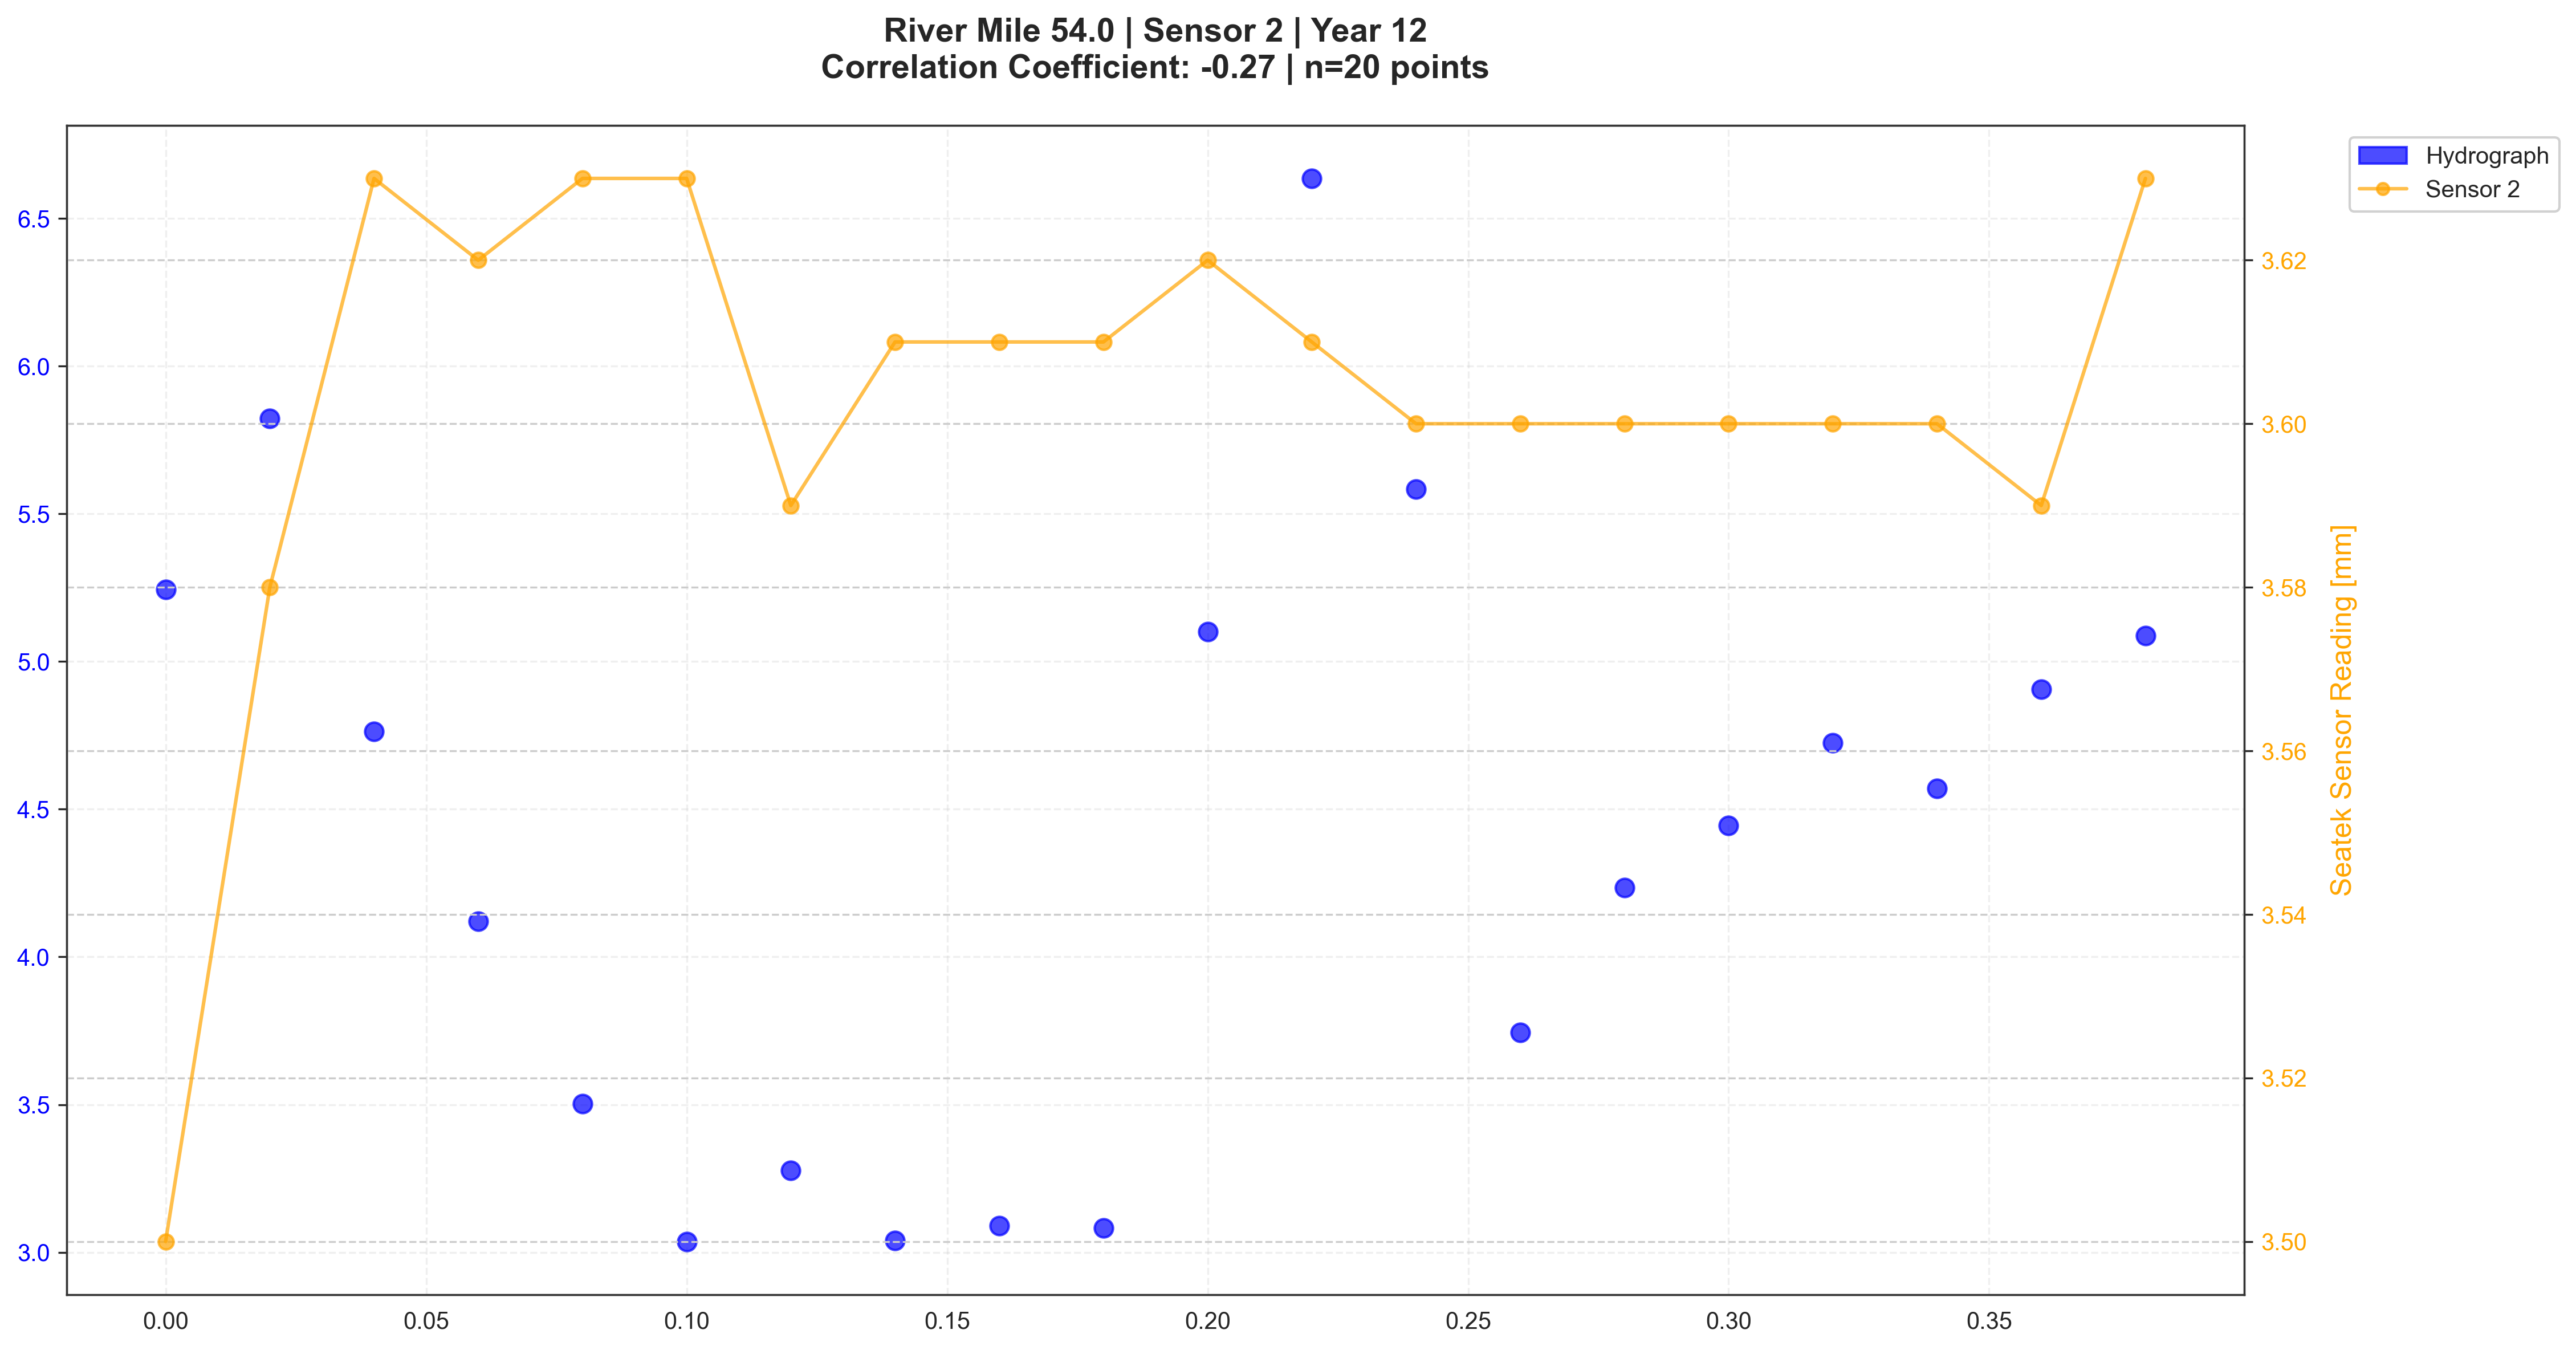 River Mile 54.0 | Sensor 2 | Year 12
Correlation Coefficient: -0.27 | n=20 points
Hydrograph
Sensor 2
6.5
6.0
5.5
5.0
4.5
4.0
3.5
3.0
3.62
3.60
3.58
3.56
3.54
3.52
3.50
Seatek Sensor Reading [mm]
0.00 0.05 0.10 0.15 0.20 0.25 0.30 0.35